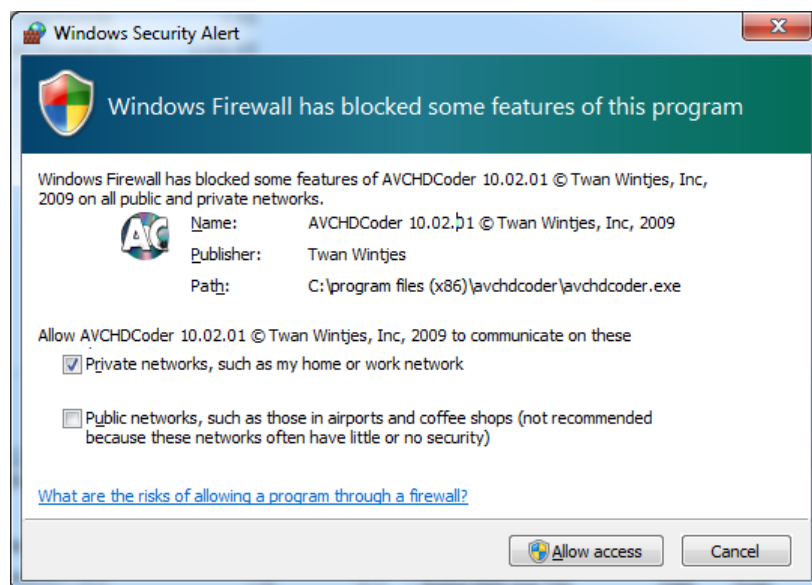 Windows Security Alert
Windows Firewall has blocked some features of this program
Windows Firewall has blocked some features of AVCHDCoder 10.02.01 © Twan Wintjes, Inc,
2009 on all public and private networks.
AC
Name: AVCHDCoder 10.02.01 © Twan Wintjes, Inc, 2009
Publisher: Twan Wintjes
Path: C:\program files (x86)\avchdcoder\avchdcoder.exe
Allow AVCHDCoder 10.02.01 © Twan Wintjes, Inc, 2009 to communicate on these
Private networks, such as my home or work network
Public networks, such as those in airports and coffee shops (not recommended
because these networks often have little or no security)
What are the risks of allowing a program through a firewall?
Allow access Cancel